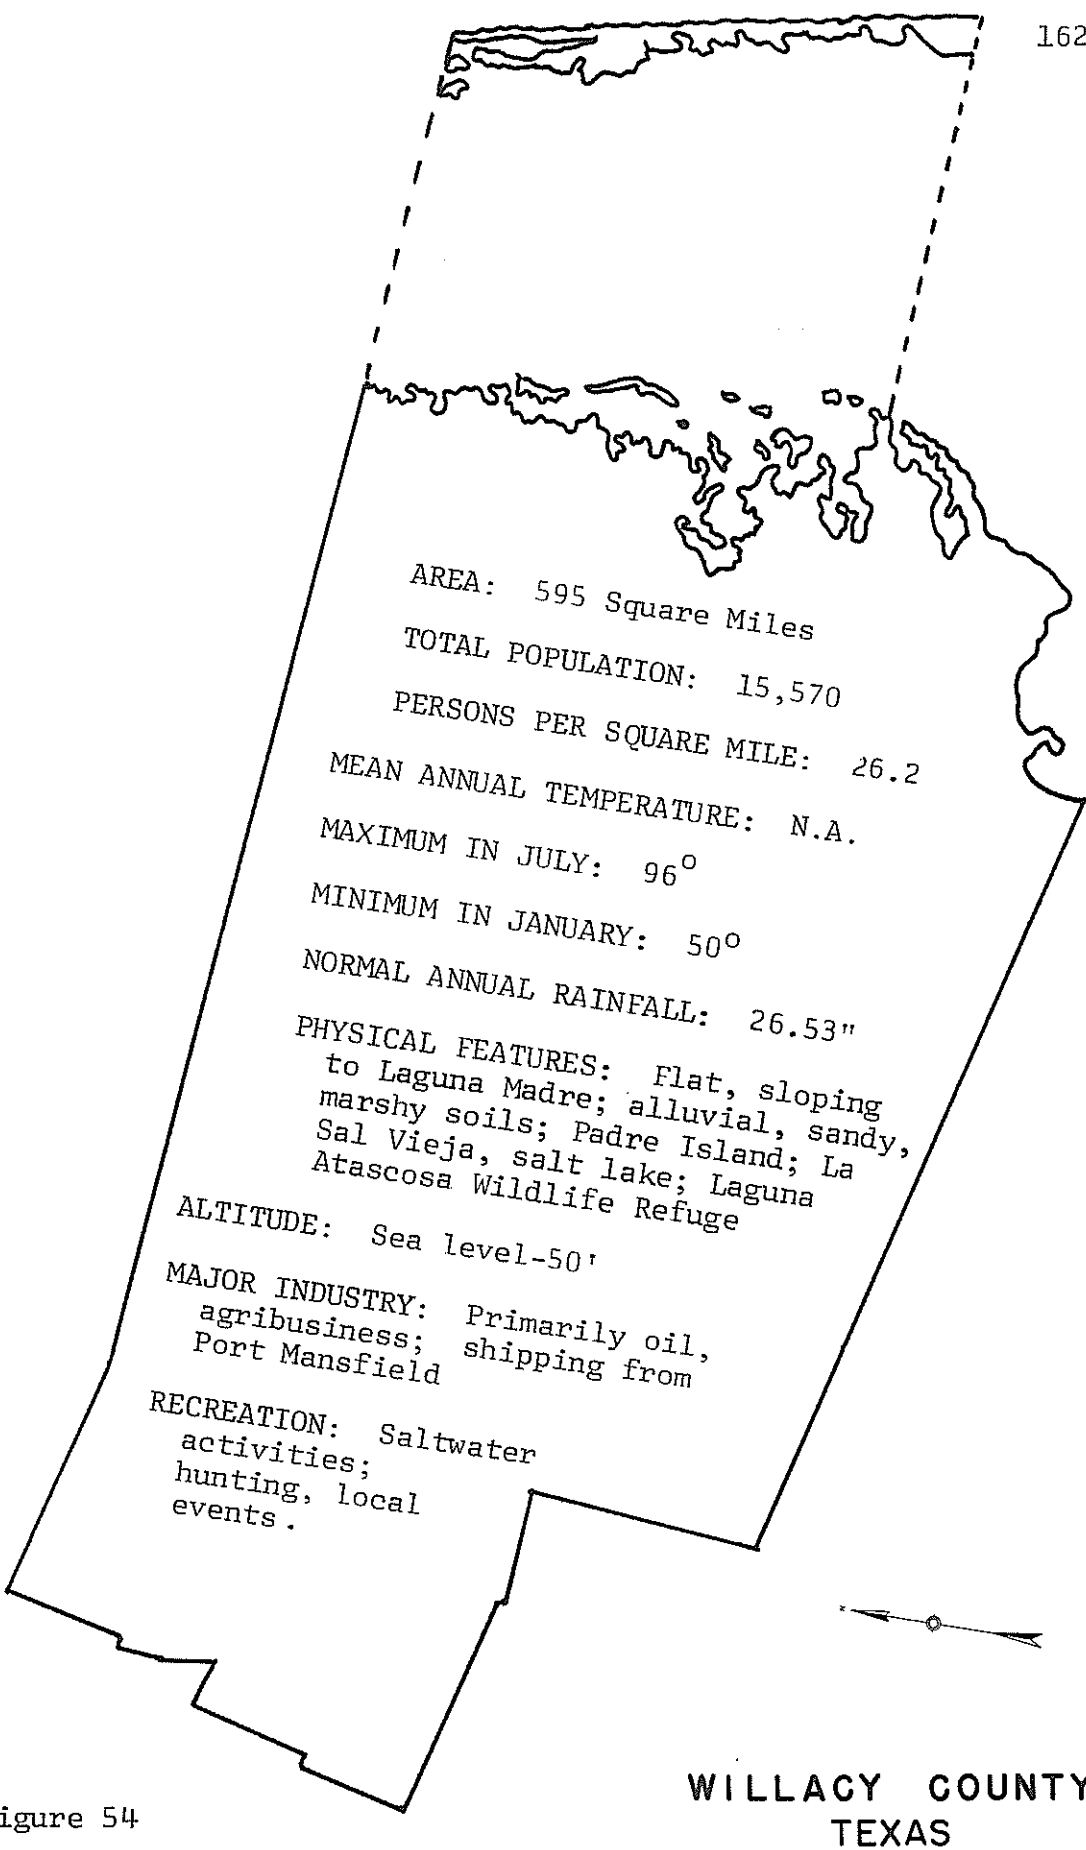 162
AREA: 595 Square Miles
TOTAL POPULATION: 15,570
PERSONS PER SQUARE MILE: 26.2
MEAN ANNUAL TEMPERATURE: N.A.
MAXIMUM IN JULY: 96°
MINIMUM IN JANUARY: 50°
NORMAL ANNUAL RAINFALL: 26.53"
PHYSICAL FEATURES: Flat, sloping
to Laguna Madre; alluvial, sandy,
marshy soils; Padre Island; La
Sal Vieja, salt lake; Laguna
Atascosa Wildlife Refuge
ALTITUDE: Sea level-50'
MAJOR INDUSTRY: Primarily oil,
agribusiness; shipping from
Port Mansfield
RECREATION: Saltwater
activities;
hunting, local
events.
igure 54
WILLACY COUNTY
TEXAS